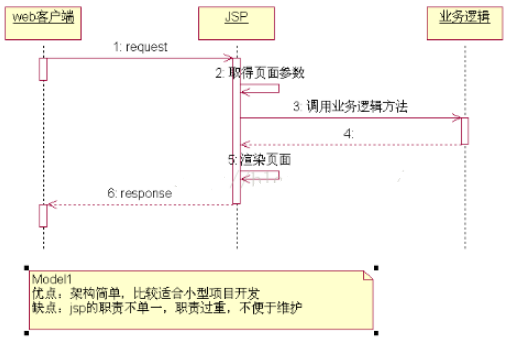 web客户端
JSP
业务逻辑
1: request
2: 取得页面参数
3: 调用业务逻辑方法
4:
5: 渲染页面
6: response
Model1
优点：架构简单，比较适合小型项目开发
缺点：jsp的职责不单一，职责过重，不便于维护